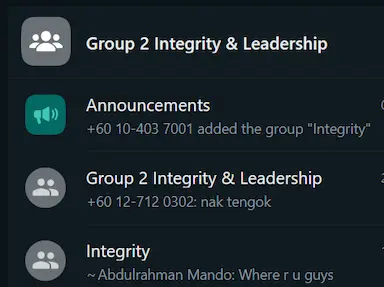 Group 2 Integrity & Leadership
Announcements
+60 10-403 7001 added the group "Integrity"
Group 2 Integrity & Leadership
+60 12-712 0302: nak tengok
Integrity
~Abdulrahman Mando: Where r u guys